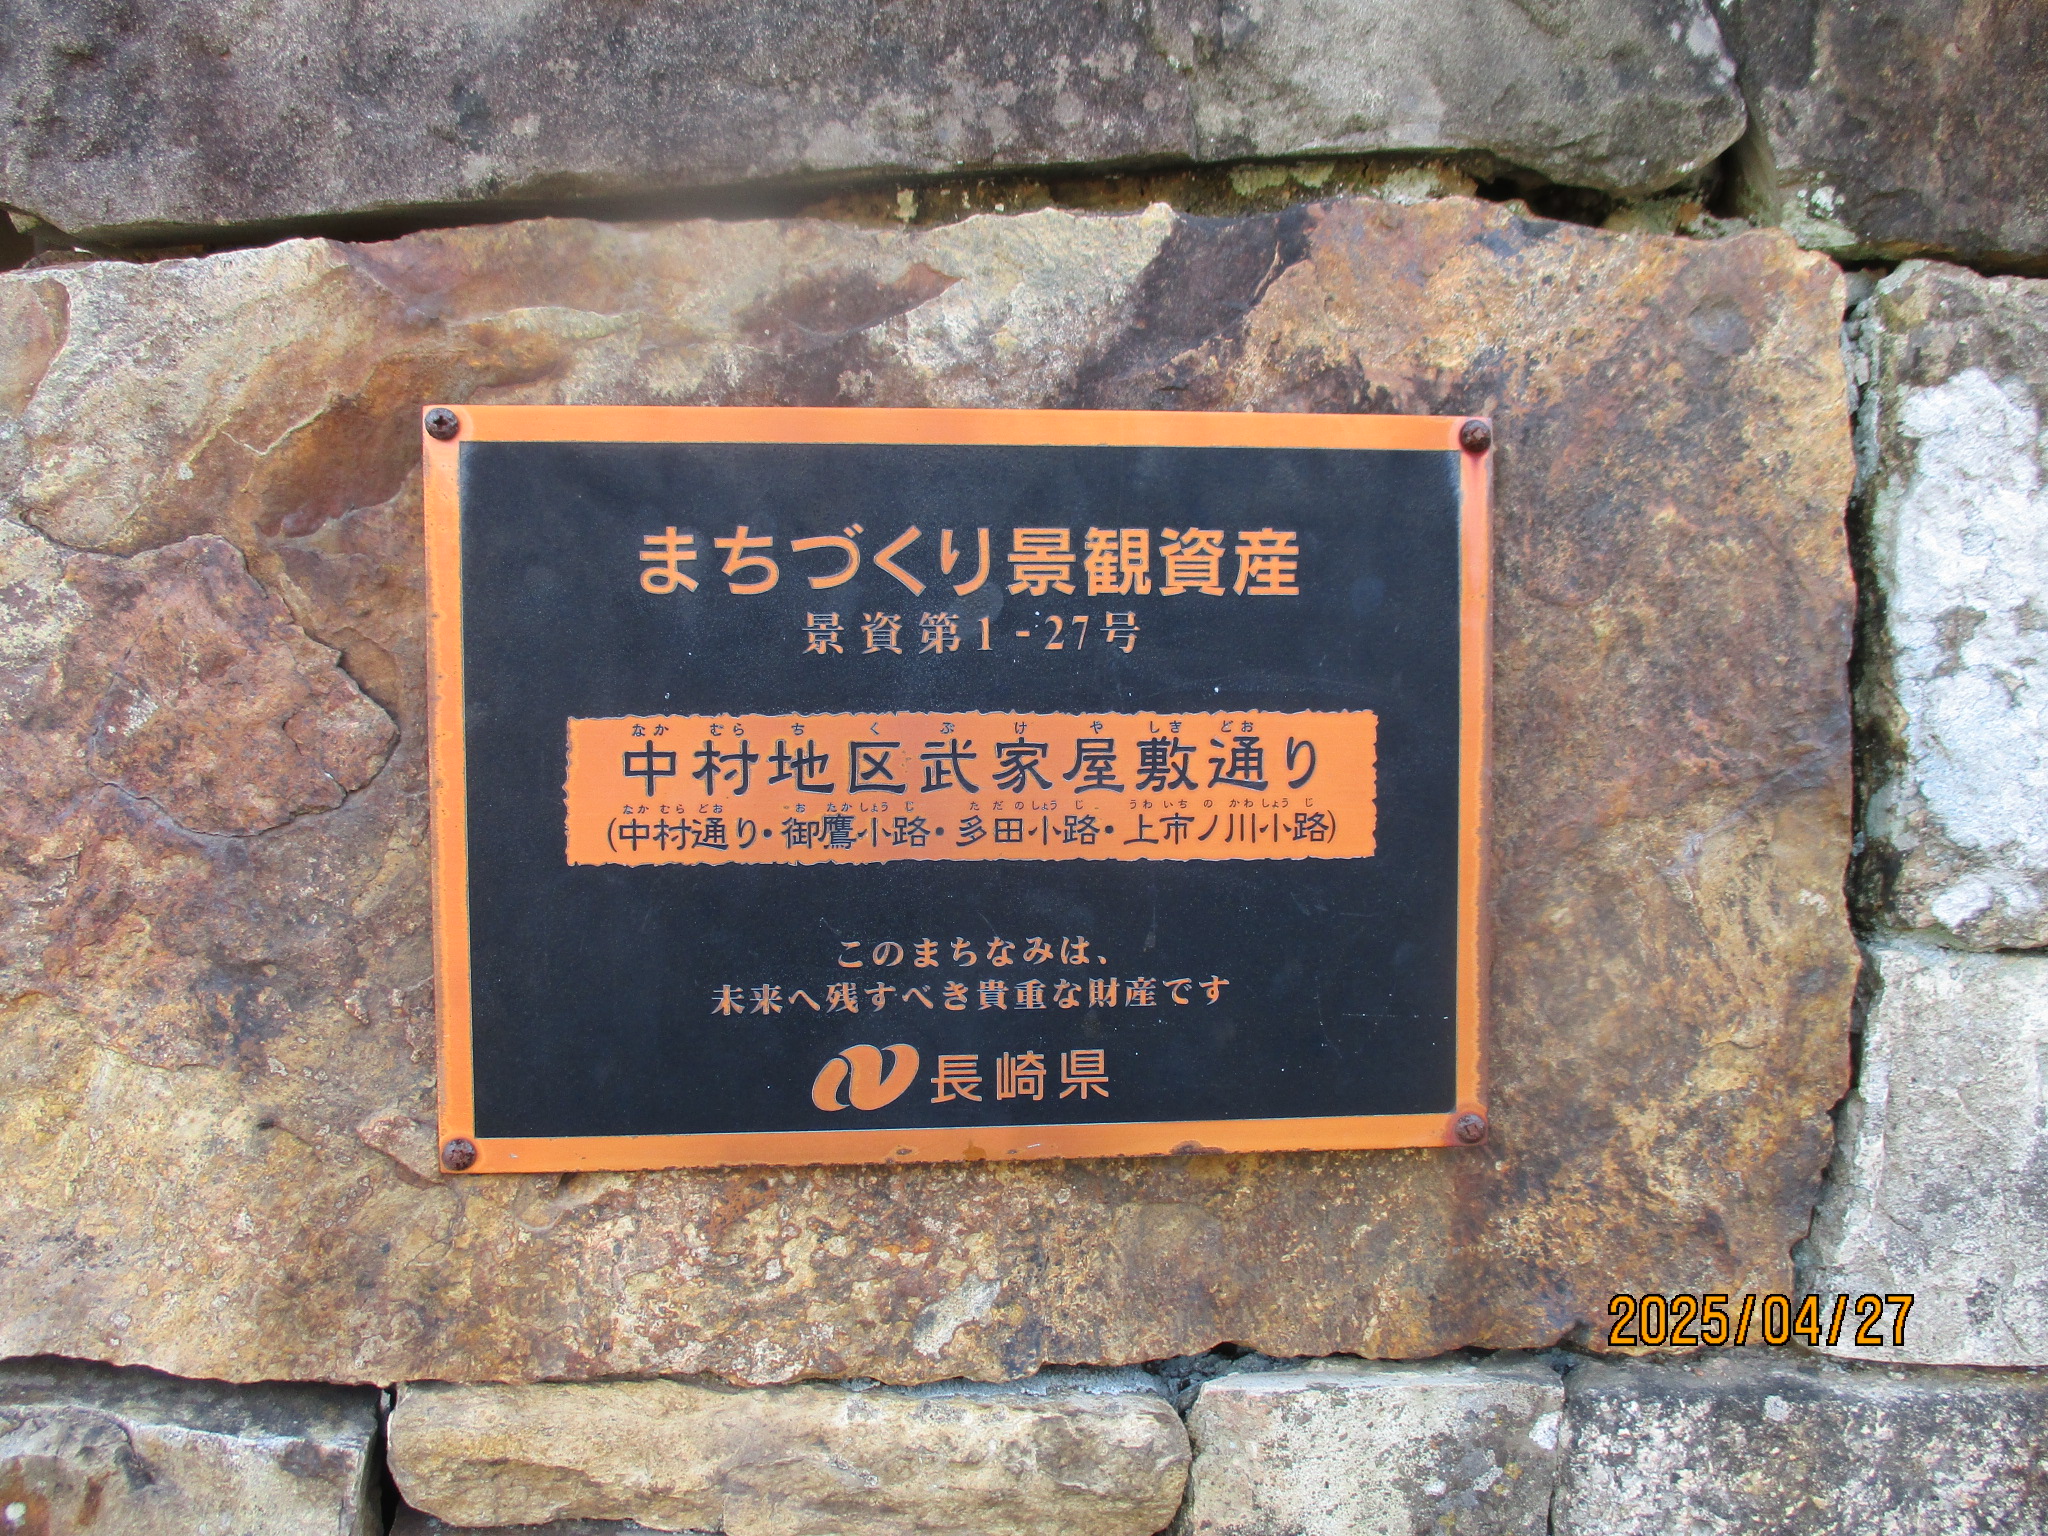 まちづくり景観資産
景資第1-27号
なか むら ち く ぶ け や しき どお
中村地区武家屋敷通り
なか むら どお お たか しょう じ ただのしょう じ うわ いち の かわ しょう じ
(中村通り・御鷹小路・多田小路・上市ノ川小路)
このまちなみは、
未来へ残すべき貴重な財産です
長崎県
2025/04/27